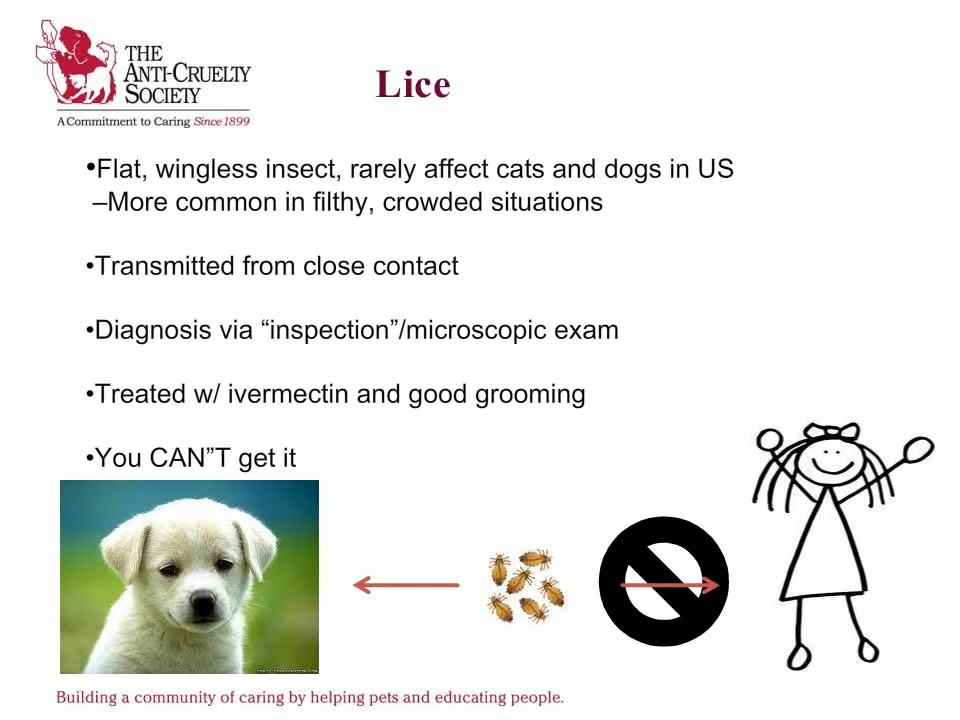 THE
ANTI-CRUELTY
SOCIETY
A Commitment to Caring Since 1899
Lice
•Flat, wingless insect, rarely affect cats and dogs in US
–More common in filthy, crowded situations
•Transmitted from close contact
•Diagnosis via “inspection”/microscopic exam
•Treated w/ ivermectin and good grooming
•You CAN”T get it
Building a community of caring by helping pets and educating people.